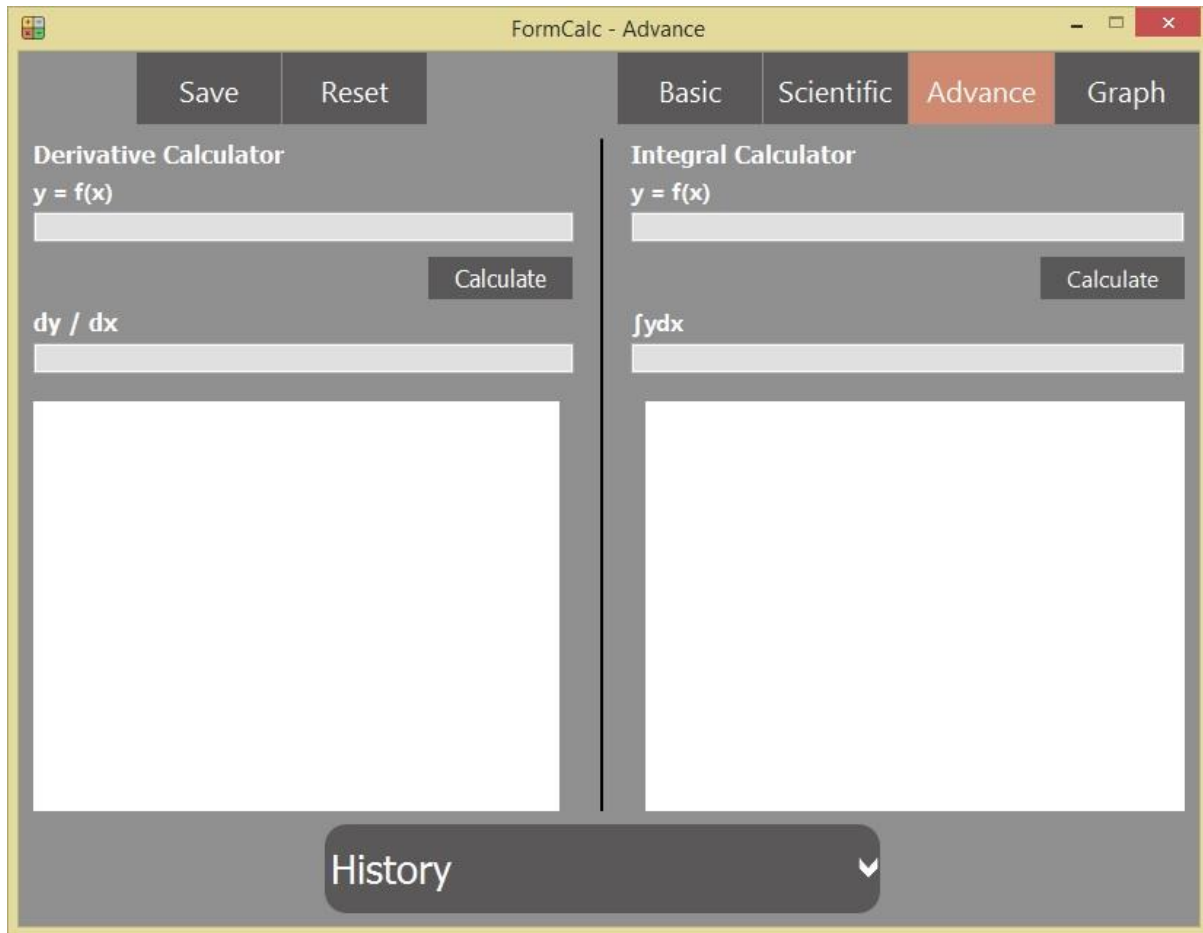 FormCalc - Advance
Save Reset Basic Scientific Advance Graph
Derivative Calculator
y = f(x)
Calculate
dy / dx
Integral Calculator
y = f(x)
Calculate
∫ydx
History